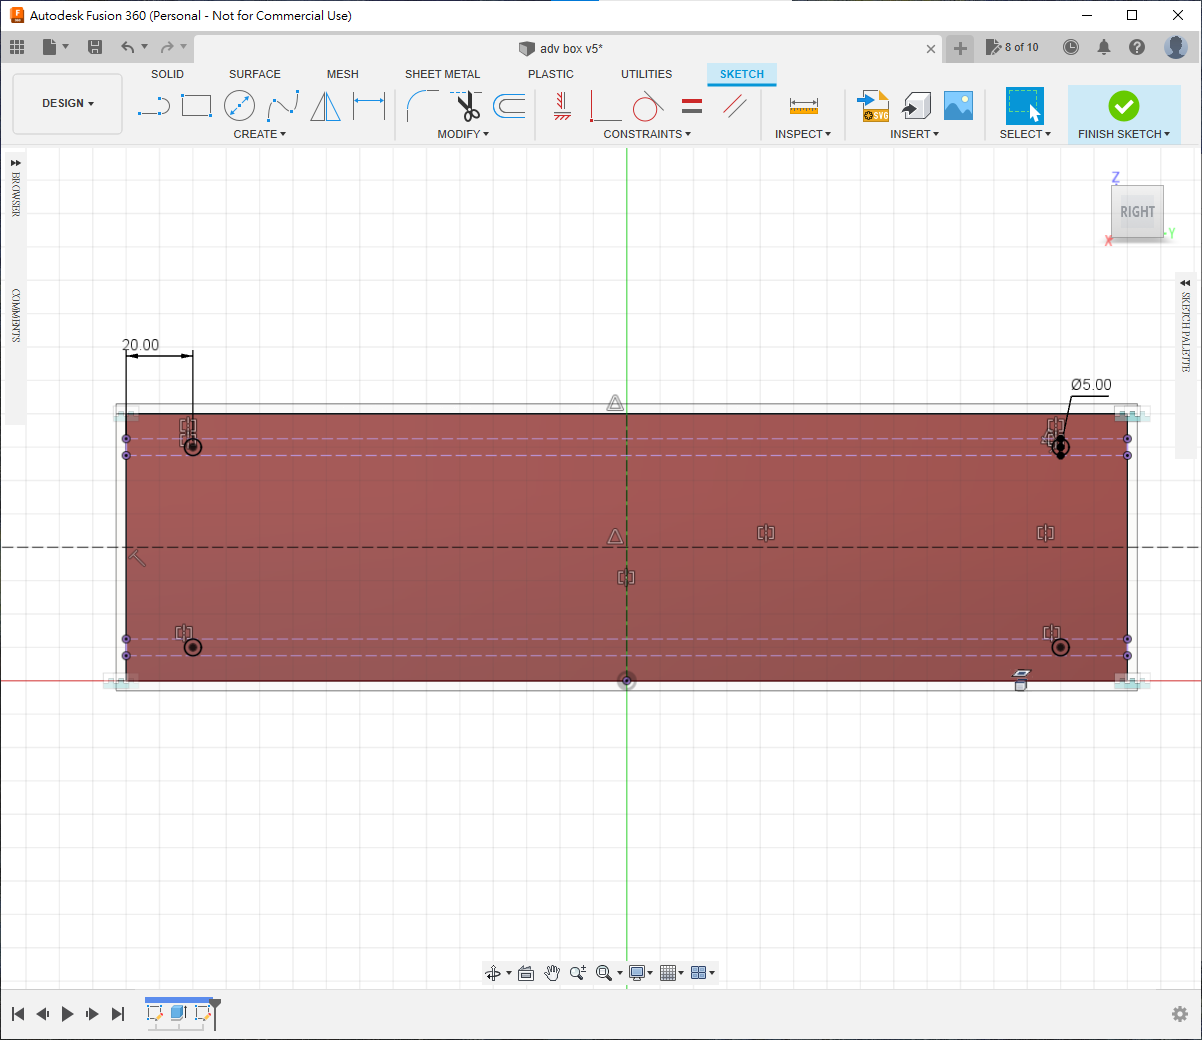 Autodesk Fusion 360 (Personal - Not for Commercial Use)
adv box v5*
8 of 10
SOLID SURFACE MESH SHEET METAL PLASTIC UTILITIES SKETCH
DESIGN
SVG
CREATE MODIFY CONSTRAINTS INSPECT INSERT SELECT FINISH SKETCH
BROWSER
COMMENTS
Z
RIGHT
X
Y
SKETCH PALETTE
20.00
Ø5.00